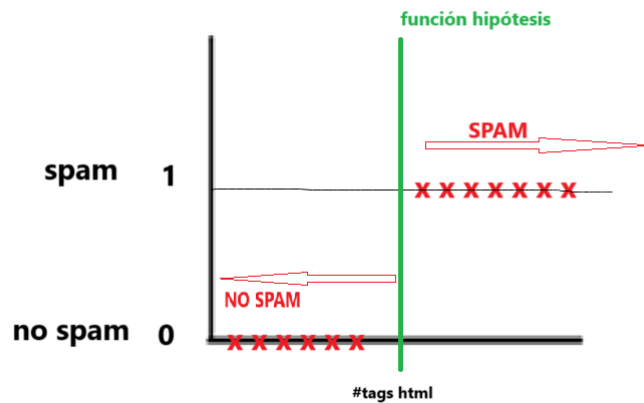 función hipótesis
SPAM
spam 1
NO SPAM
no spam 0
x x x x x x x
x x x x x x
#tags html